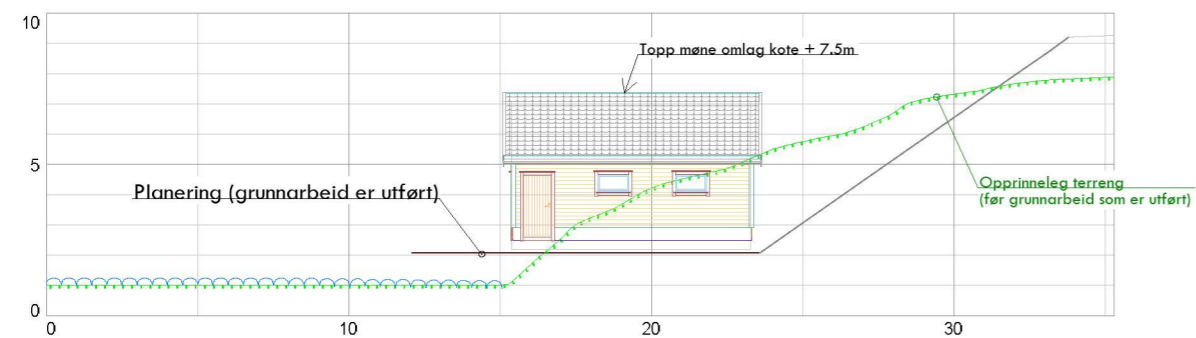 10
Topp møne omlag kote + 7.5m
5
Planering (grunnarbeid er utført)
Opprinneleg terreng
(før grunnarbeid som er utført)
0
0 10 20 30